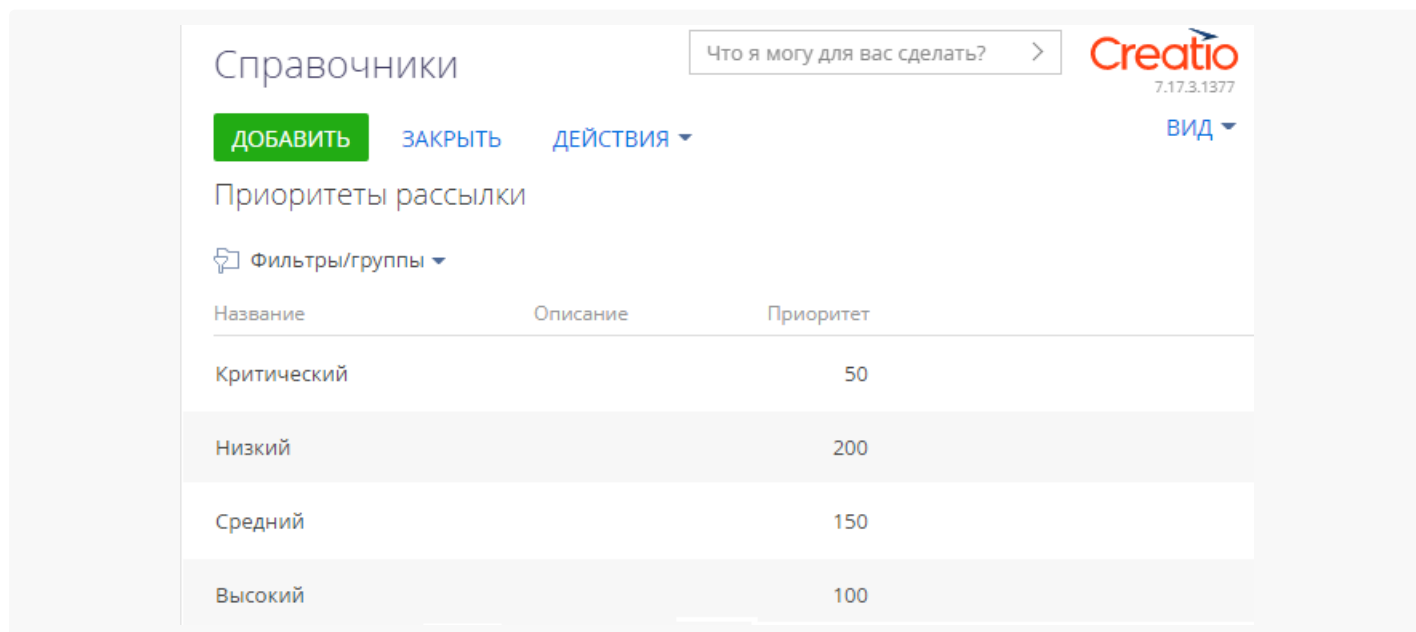 Справочники
Что я могу для вас сделать?
Creatio
7.17.3.1377
ДОБАВИТЬ ЗАКРЫТЬ ДЕЙСТВИЯ ВИД
Приоритеты рассылки
Фильтры/группы
Название Описание Приоритет
Критический 50
Низкий 200
Средний 150
Высокий 100